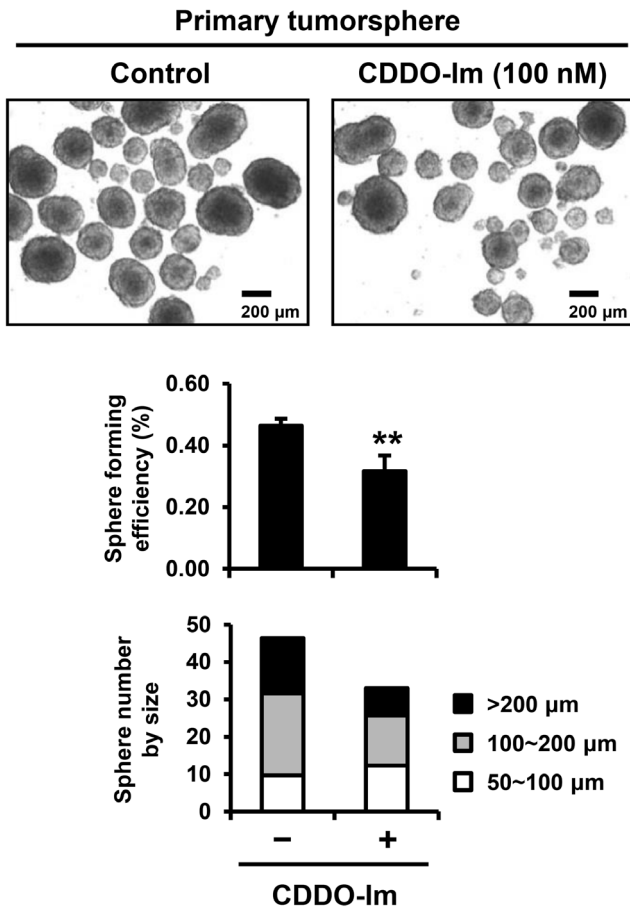 Primary tumorsphere
Control
CDDO-Im (100 nM)
200 µm
200 µm
Sphere forming
efficiency (%)
0.60
0.40
0.20
0.00
**
Sphere number
by size
50
40
30
20
10
0
>200 µm
100~200 µm
50~100 µm
− +
CDDO-Im